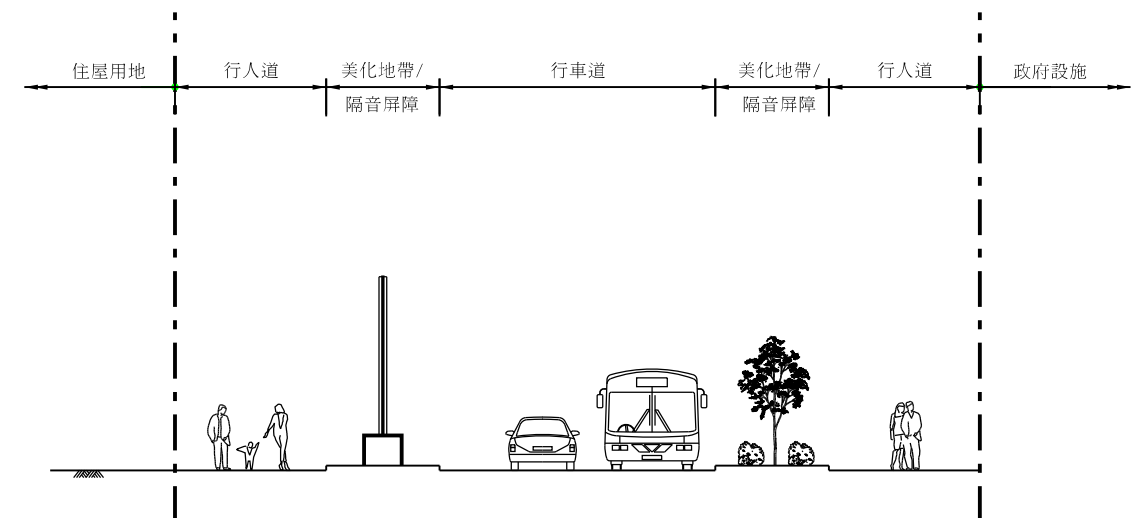 住屋用地
行人道
美化地帶/
隔音屏障
行車道
美化地帶/
隔音屏障
行人道
政府設施